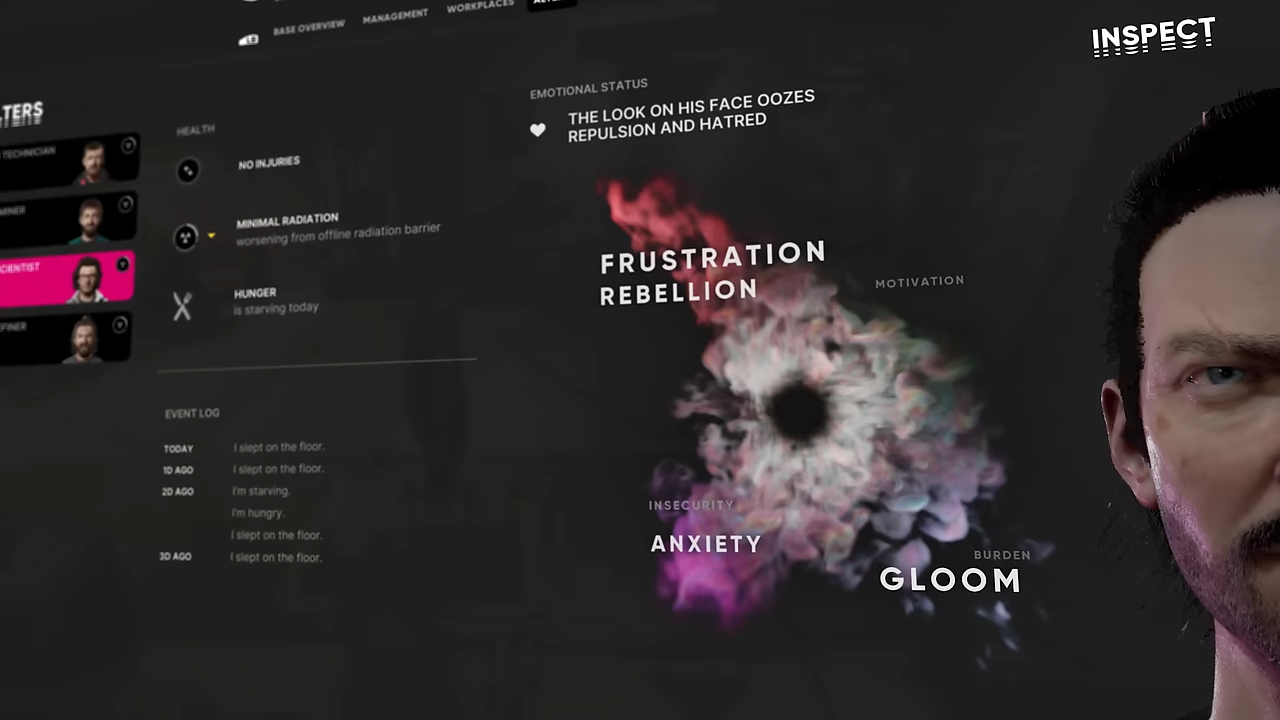 BASE OVERVIEW
MANAGEMENT
WORKPLACES
INSPECT
LTERS
TECHNICIAN
MINER
CIENTIST
FINER
HEALTH
NO INJURIES
MINIMAL RADIATION
worsening from offline radiation barrier
HUNGER
is starving today
EVENT LOG
TODAY I slept on the floor.
1D AGO I slept on the floor.
2D AGO I'm starving.
I'm hungry.
I slept on the floor.
3D AGO I slept on the floor.
EMOTIONAL STATUS
THE LOOK ON HIS FACE OOZES
REPULSION AND HATRED
FRUSTRATION
REBELLION
MOTIVATION
INSECURITY
ANXIETY
BURDEN
GLOOM